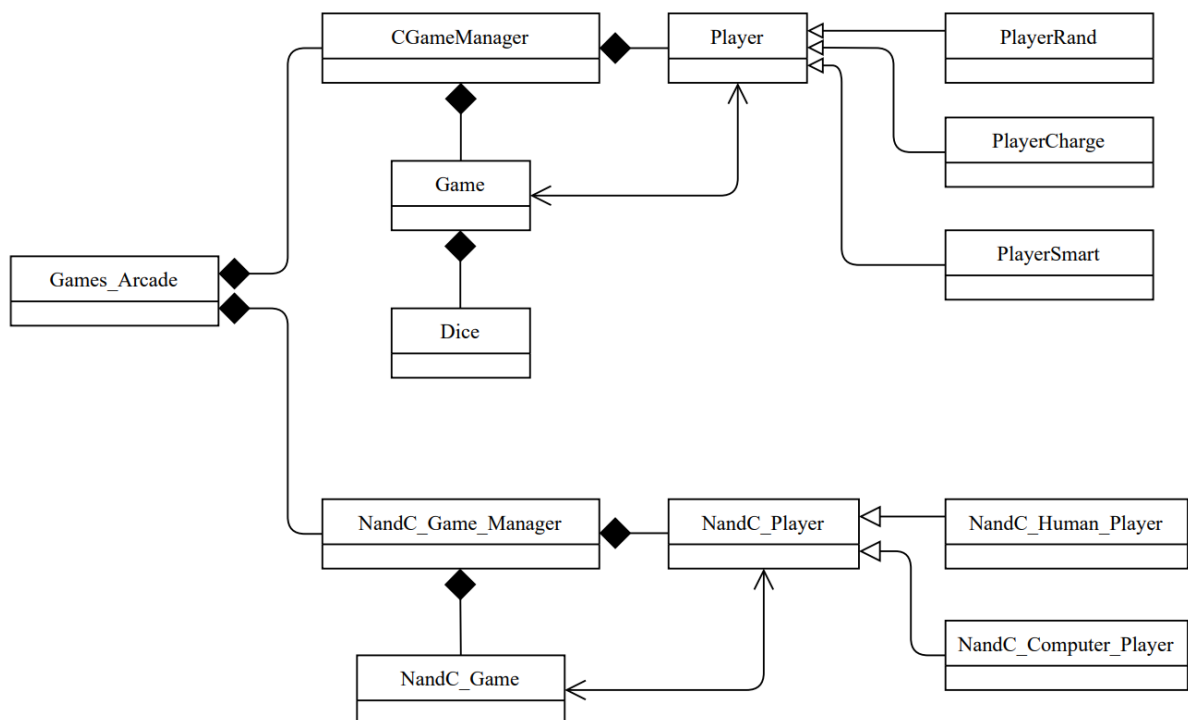 CGameManager
Player
PlayerRand
PlayerCharge
Game
PlayerSmart
Games_Arcade
Dice
NandC_Game_Manager
NandC_Player
NandC_Human_Player
NandC_Computer_Player
NandC_Game